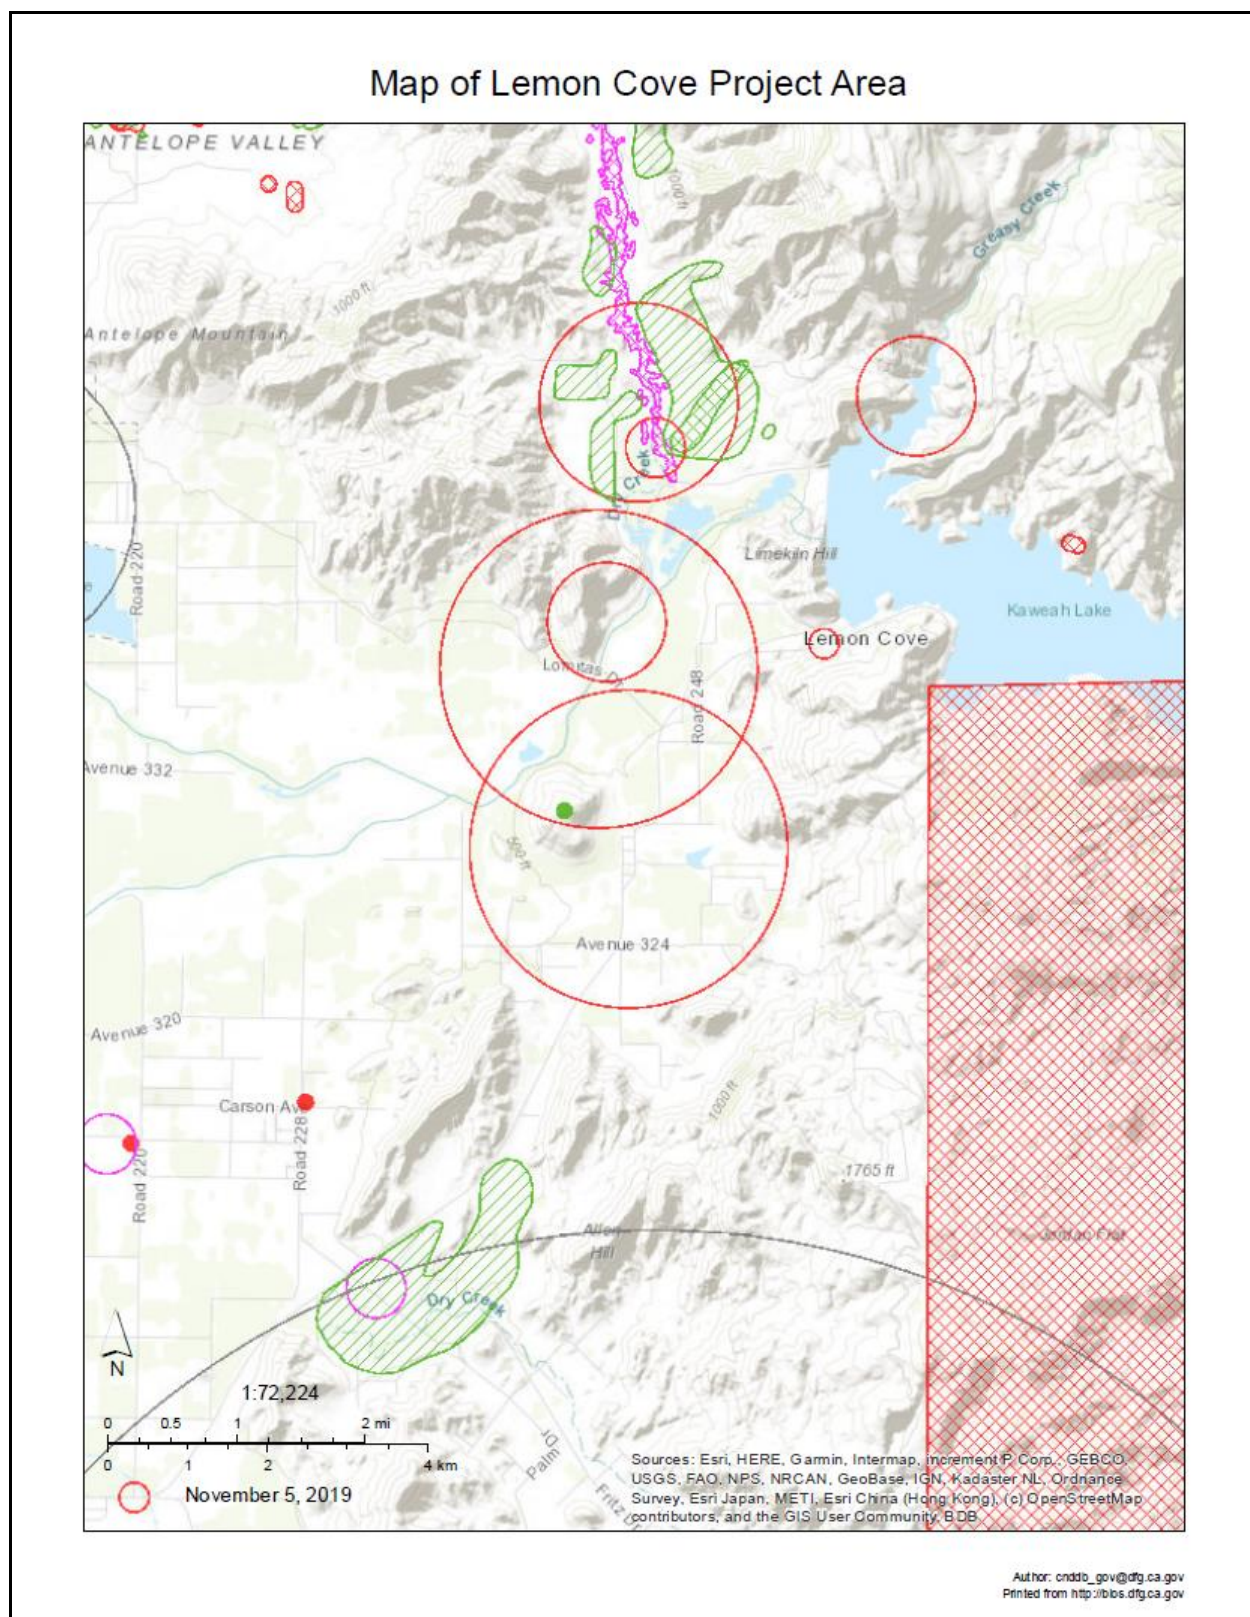 Map of Lemon Cove Project Area
ANTELOPE VALLEY
1000 ft
Greasy Creek
1000 ft
Antelope Mountain
Dry Creek
Limekiln Hill
Road 220
e
Kaweah Lake
Lemon Cove
Lomitas Dr
Road 248
Avenue 332
500 ft
Avenue 324
Avenue 320
Carson Av
1000 ft
Road 228
Road 220
1765 ft
Allen
Hill
Dry Creek
N
1:72,224
0 0.5 1 2 mi
0 1 2 4 km
November 5, 2019
Palm Dr
Fritz Dr
Sources: Esri, HERE, Garmin, Intermap, increment P Corp., GEBCO,
USGS, FAO, NPS, NRCAN, GeoBase, IGN, Kadaster NL, Ordnance
Survey, Esri Japan, METI, Esri China (Hong Kong), (c) OpenStreetMap
contributors, and the GIS User Community, BDB
Author: cnddb_gov@dfg.ca.gov
Printed from http://bios.dfg.ca.gov